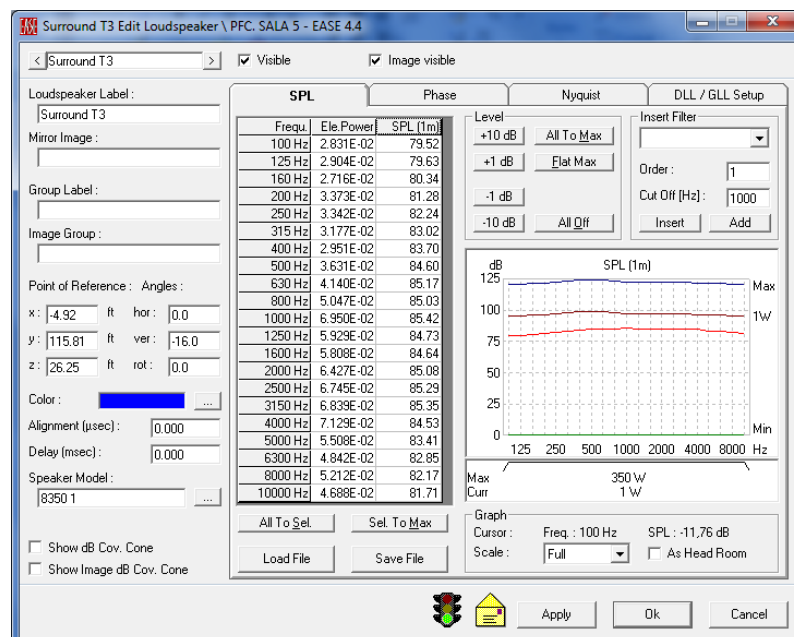 EASE Surround T3 Edit Loudspeaker \ PFC. SALA 5 - EASE 4.4
< Surround T3 >
Visible
Image visible
Loudspeaker Label :
Surround T3
Mirror Image :
Group Label :
Image Group :
Point of Reference : Angles :
x : -4.92 ft hor : 0.0
y : 115.81 ft ver : -16.0
z : 26.25 ft rot : 0.0
Color : ...
Alignment (µsec) : 0.000
Delay (msec) : 0.000
Speaker Model :
8350 1 ...
Show dB Cov. Cone
Show Image dB Cov. Cone
SPL Phase Nyquist DLL / GLL Setup
Frequ. Ele.Power SPL (1m)
100 Hz 2.831E-02 79.52
125 Hz 2.904E-02 79.63
160 Hz 2.716E-02 80.34
200 Hz 3.373E-02 81.28
250 Hz 3.342E-02 82.24
315 Hz 3.177E-02 83.02
400 Hz 2.951E-02 83.70
500 Hz 3.631E-02 84.60
630 Hz 4.140E-02 85.17
800 Hz 5.047E-02 85.03
1000 Hz 6.950E-02 85.42
1250 Hz 5.929E-02 84.73
1600 Hz 5.808E-02 84.64
2000 Hz 6.427E-02 85.08
2500 Hz 6.745E-02 85.29
3150 Hz 6.839E-02 85.35
4000 Hz 7.129E-02 84.53
5000 Hz 5.508E-02 83.41
6300 Hz 4.842E-02 82.85
8000 Hz 5.212E-02 82.17
10000 Hz 4.688E-02 81.71
All To Sel. Sel. To Max
Load File Save File
Level
+10 dB All To Max
+1 dB Flat Max
-1 dB
-10 dB All Off
Insert Filter
Order : 1
Cut Off [Hz] : 1000
Insert Add
dB SPL (1m)
125 Max
100 1W
75
50
25
0 Min
125 250 500 1000 2000 4000 8000 Hz
Max 350 W
Curr 1 W
Graph
Cursor : Freq. : 100 Hz SPL : -11,76 dB
Scale : Full As Head Room
Apply Ok Cancel